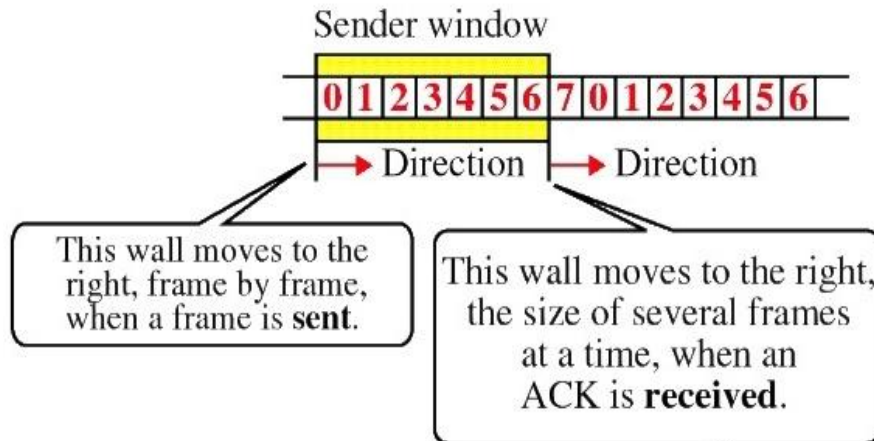 Sender window
0 1 2 3 4 5 6 7 0 1 2 3 4 5 6
Direction Direction
This wall moves to the
right, frame by frame,
when a frame is sent.
This wall moves to the right,
the size of several frames
at a time, when an
ACK is received.